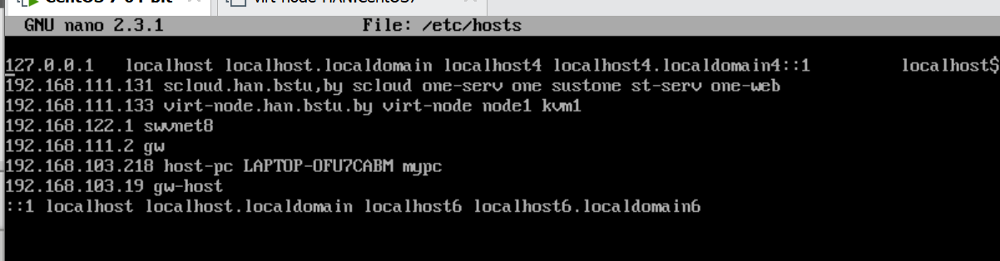 GNU nano 2.3.1 File: /etc/hosts
127.0.0.1 localhost localhost.localdomain localhost4 localhost4.localdomain4::1 localhost$
192.168.111.131 scloud.han.bstu,by scloud one-serv one sustone st-serv one-web
192.168.111.133 virt-node.han.bstu.by virt-node node1 kvm1
192.168.122.1 swvnet8
192.168.111.2 gw
192.168.103.218 host-pc LAPTOP-OFU7CABM mypc
192.168.103.19 gw-host
::1 localhost localhost.localdomain localhost6 localhost6.localdomain6